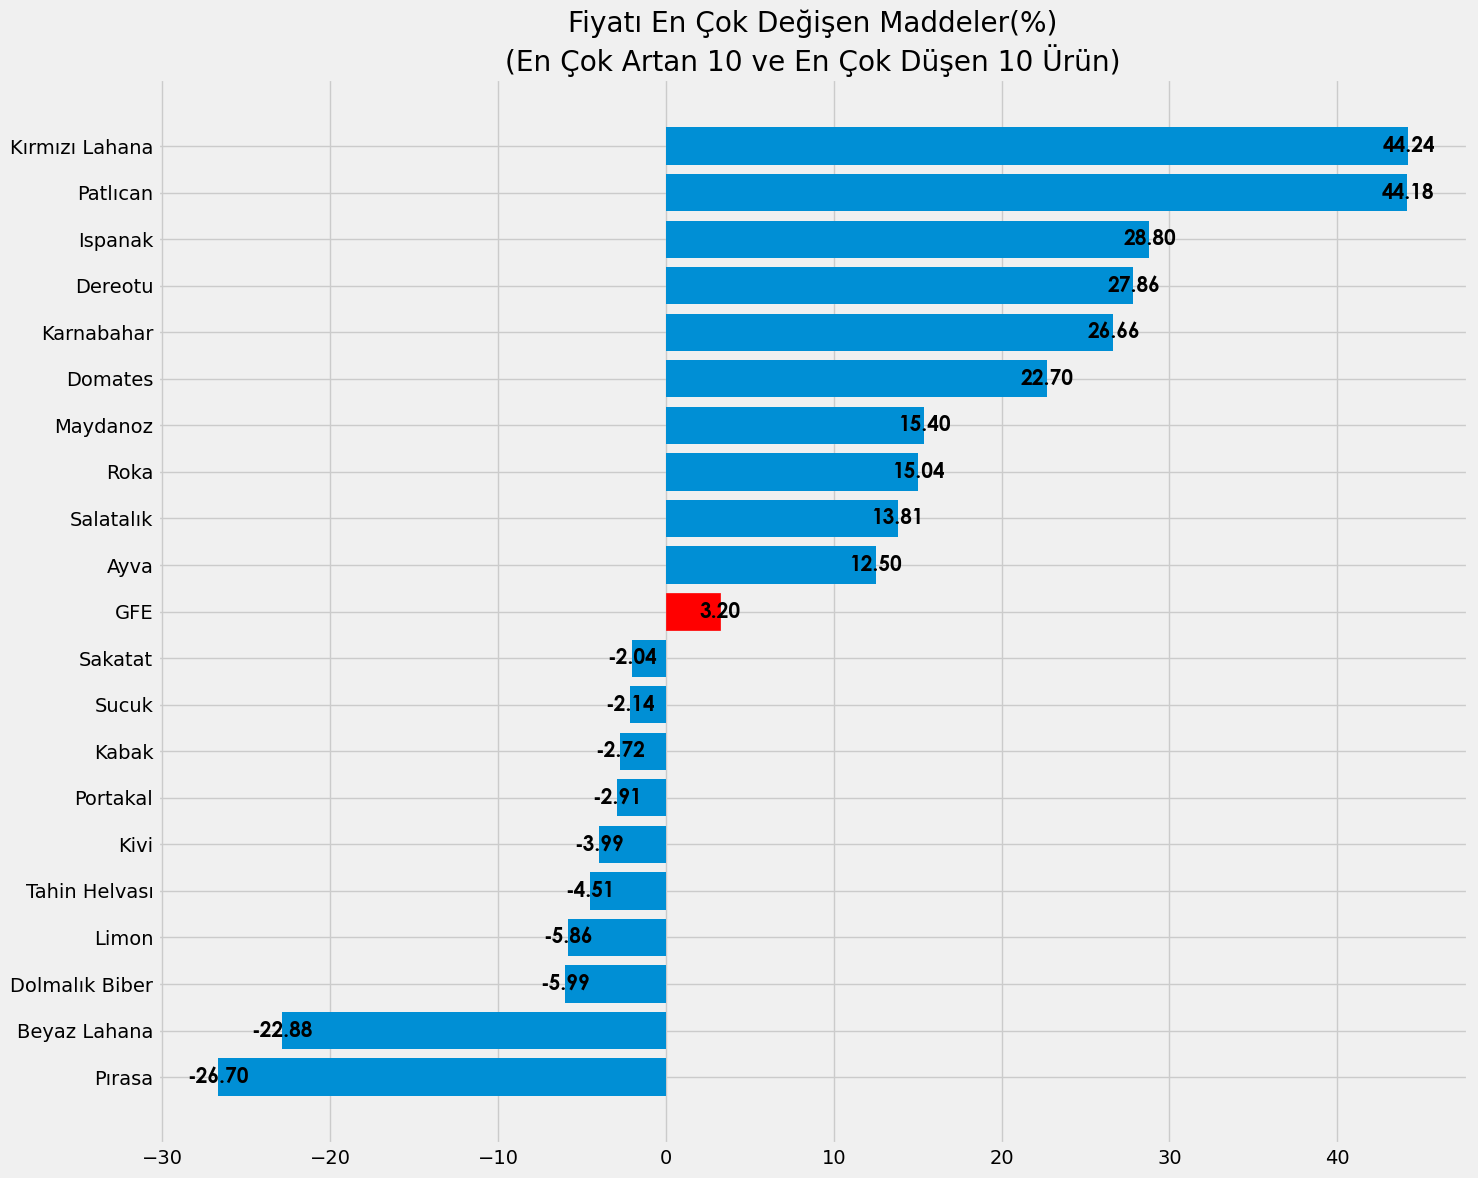 Fiyatı En Çok Değişen Maddeler(%)
(En Çok Artan 10 ve En Çok Düşen 10 Ürün)
Kırmızı Lahana 44.24
Patlıcan 44.18
Ispanak 28.80
Dereotu 27.86
Karnabahar 26.66
Domates 22.70
Maydanoz 15.40
Roka 15.04
Salatalık 13.81
Ayva 12.50
GFE 3.20
Sakatat -2.04
Sucuk -2.14
Kabak -2.72
Portakal -2.91
Kivi -3.99
Tahin Helvası -4.51
Limon -5.86
Dolmalık Biber -5.99
Beyaz Lahana -22.88
Pırasa -26.70
−30 −20 −10 0 10 20 30 40